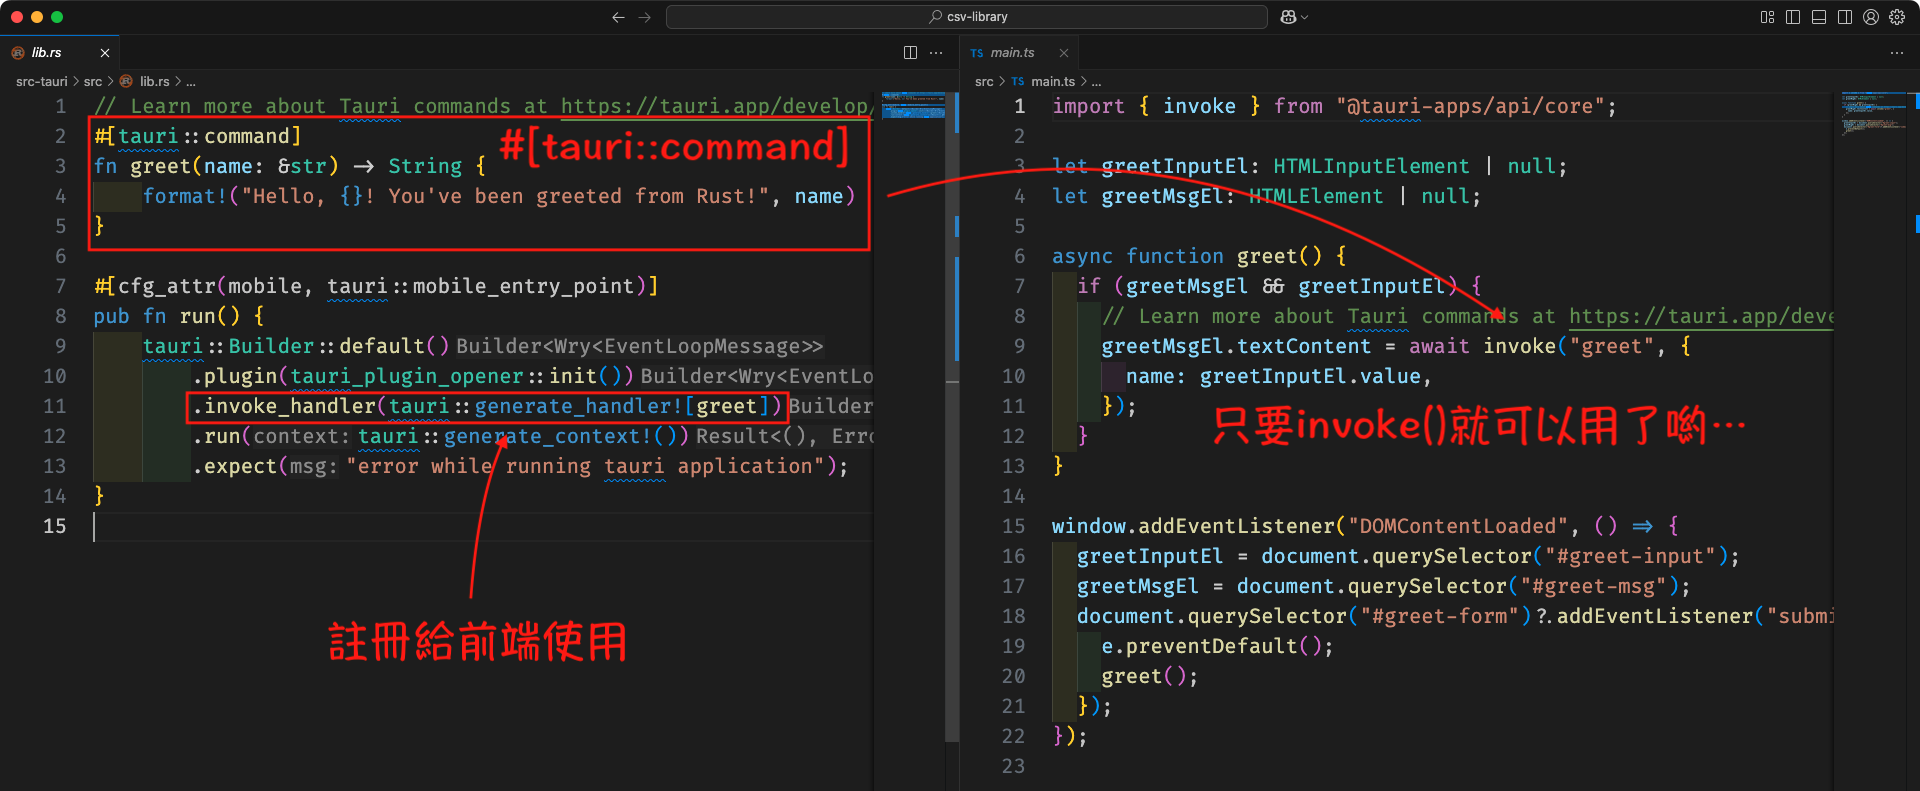 csv-library
lib.rs
src-tauri > src > lib.rs > ...
1 // Learn more about Tauri commands at https://tauri.app/develop/
2 #[tauri::command]
3 fn greet(name: &str) -> String {
4 format!("Hello, {}! You've been greeted from Rust!", name)
5 }
6
7 #[cfg_attr(mobile, tauri::mobile_entry_point)]
8 pub fn run() {
9 tauri::Builder::default() Builder<Wry<EventLoopMessage>>
10 .plugin(tauri_plugin_opener::init()) Builder<Wry<EventLo
11 .invoke_handler(tauri::generate_handler![greet]) Builder
12 .run(context: tauri::generate_context!()) Result<(), Erro
13 .expect(msg: "error while running tauri application");
14 }
15
#[tauri::command]
註冊給前端使用
TS main.ts
src > TS main.ts > ...
1 import { invoke } from "@tauri-apps/api/core";
2
3 let greetInputEl: HTMLInputElement | null;
4 let greetMsgEl: HTMLElement | null;
5
6 async function greet() {
7 if (greetMsgEl && greetInputEl) {
8 // Learn more about Tauri commands at https://tauri.app/deve
9 greetMsgEl.textContent = await invoke("greet", {
10 name: greetInputEl.value,
11 });
12 }
13 }
14
15 window.addEventListener("DOMContentLoaded", () => {
16 greetInputEl = document.querySelector("#greet-input");
17 greetMsgEl = document.querySelector("#greet-msg");
18 document.querySelector("#greet-form")?.addEventListener("submi
19 e.preventDefault();
20 greet();
21 });
22 });
23
只要invoke()就可以用了喲…